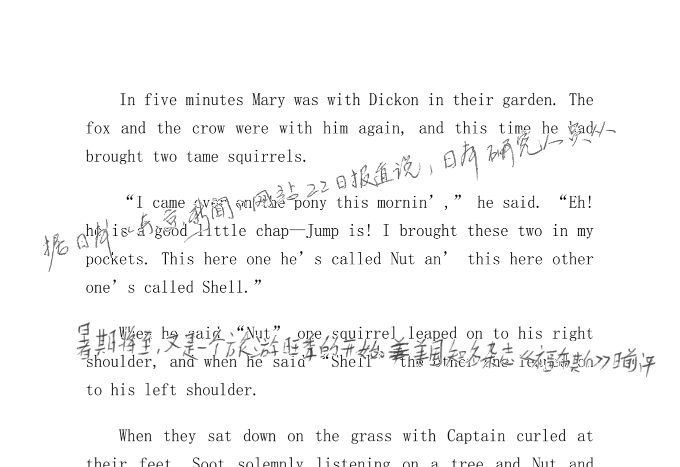 In five minutes Mary was with Dickon in their garden. The
fox and the crow were with him again, and this time he had
brought two tame squirrels.
“I came over on the pony this mornin’,” he said. “Eh!
he is a good little chap—Jump is! I brought these two in my
pockets. This here one he’s called Nut an’ this here other
one’s called Shell.”
据日本《东京新闻》网站22日报道说，日本研究人员从
When he said “Nut” one squirrel leaped on to his right
shoulder, and when he said “Shell” the other one leaped on
to his left shoulder.
暑期将至，又是一个旅游旺季的开始。美国知名杂志《福布斯》日前评
When they sat down on the grass with Captain curled at
their feet, Soot solemnly listening on a tree and Nut and